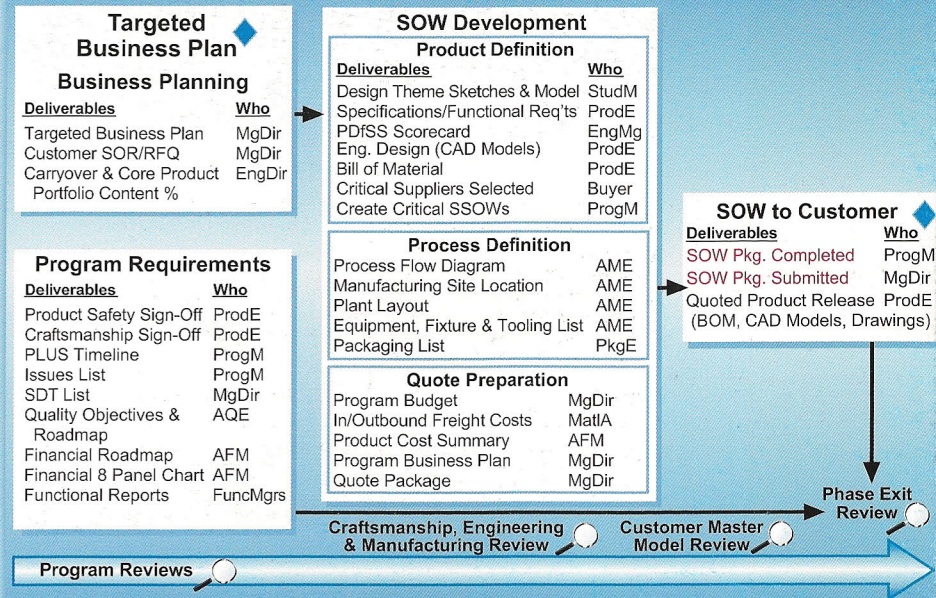 Targeted
Business Plan
Business Planning
Deliverables Who
Targeted Business Plan MgDir
Customer SOR/RFQ MgDir
Carryover & Core Product EngDir
Portfolio Content %
Program Requirements
Deliverables Who
Product Safety Sign-Off ProdE
Craftsmanship Sign-Off ProdE
PLUS Timeline ProgM
Issues List ProgM
SDT List MgDir
Quality Objectives & AQE
Roadmap
Financial Roadmap AFM
Financial 8 Panel Chart AFM
Functional Reports FuncMgrs
SOW Development
Product Definition
Deliverables Who
Design Theme Sketches & Model StudM
Specifications/Functional Req'ts ProdE
PDfSS Scorecard EngMg
Eng. Design (CAD Models) ProdE
Bill of Material ProdE
Critical Suppliers Selected Buyer
Create Critical SSOWs ProgM
Process Definition
Process Flow Diagram AME
Manufacturing Site Location AME
Plant Layout AME
Equipment, Fixture & Tooling List AME
Packaging List PkgE
Quote Preparation
Program Budget MgDir
In/Outbound Freight Costs MatlA
Product Cost Summary AFM
Program Business Plan MgDir
Quote Package MgDir
SOW to Customer
Deliverables Who
SOW Pkg. Completed ProgM
SOW Pkg. Submitted MgDir
Quoted Product Release ProdE
(BOM, CAD Models, Drawings)
Phase Exit
Review
Craftsmanship, Engineering
& Manufacturing Review
Customer Master
Model Review
Program Reviews